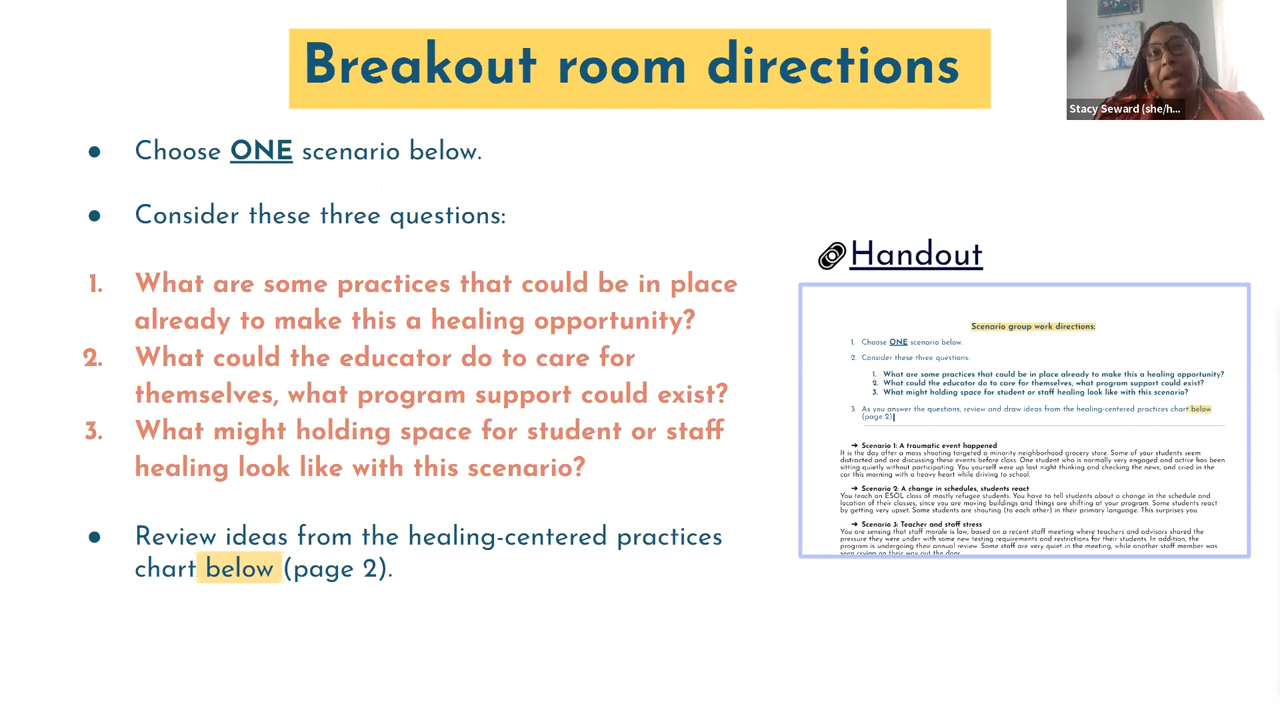 Breakout room directions
Stacy Seward (she/h...
● Choose ONE scenario below.
● Consider these three questions:
1. What are some practices that could be in place
already to make this a healing opportunity?
2. What could the educator do to care for
themselves, what program support could exist?
3. What might holding space for student or staff
healing look like with this scenario?
● Review ideas from the healing-centered practices
chart below (page 2).
Handout
Scenario group work directions:
1. Choose ONE scenario below.
2. Consider these three questions.
1. What are some practices that could be in place already to make this a healing opportunity?
2. What could the educator do to care for themselves, what program support could exist?
3. What might holding space for student or staff healing look like with this scenario?
3. As you answer the questions, review and draw ideas from the healing-centered practices chart below
(page 2)
➔ Scenario 1: A traumatic event happened
It is the day after a mass shooting targeted a minority neighborhood grocery store. Some of your students seem
distracted and are discussing these events before class. One student who is normally very engaged and active has been
sitting quietly without participating. You yourself were up last night thinking and checking the news, and cried in the
car this morning with a heavy heart while driving to school.
➔ Scenario 2: A change in schedules, students react
You teach an ESOL class of mostly refugee students. You have to tell students about a change in the schedule and
location of their classes, since you are moving buildings and things are shifting at your program. Some students react
by getting very upset. Some students are shouting (to each other) in their primary language. This surprises you.
➔ Scenario 3: Teacher and staff stress
You are sensing that staff morale is low, based on a recent staff meeting where teachers and advisors shared the
pressure they were under with some new testing requirements and restrictions for their students. In addition, the
program is undergoing their annual review. Some staff are very quiet in the meeting, while another staff member was
seen crying on their way out the door.